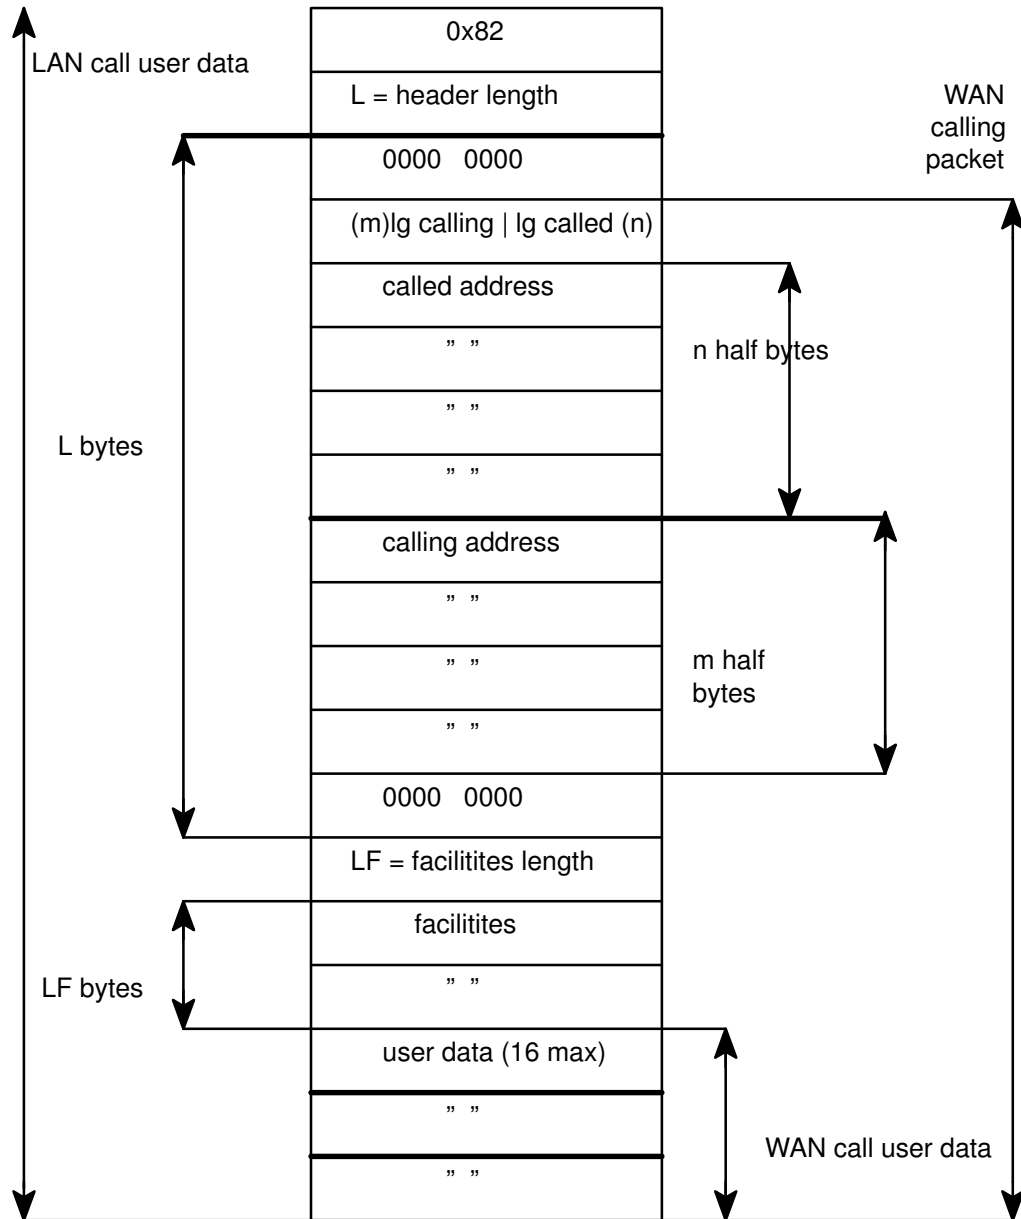 0x82
LAN call user data
L = header length
WAN
calling
packet
0000 0000
(m)lg calling | lg called (n)
called address
” ”
n half bytes
” ”
L bytes
” ”
calling address
” ”
” ”
m half
bytes
” ”
0000 0000
LF = facilitites length
facilitites
LF bytes
” ”
user data (16 max)
” ”
WAN call user data
” ”